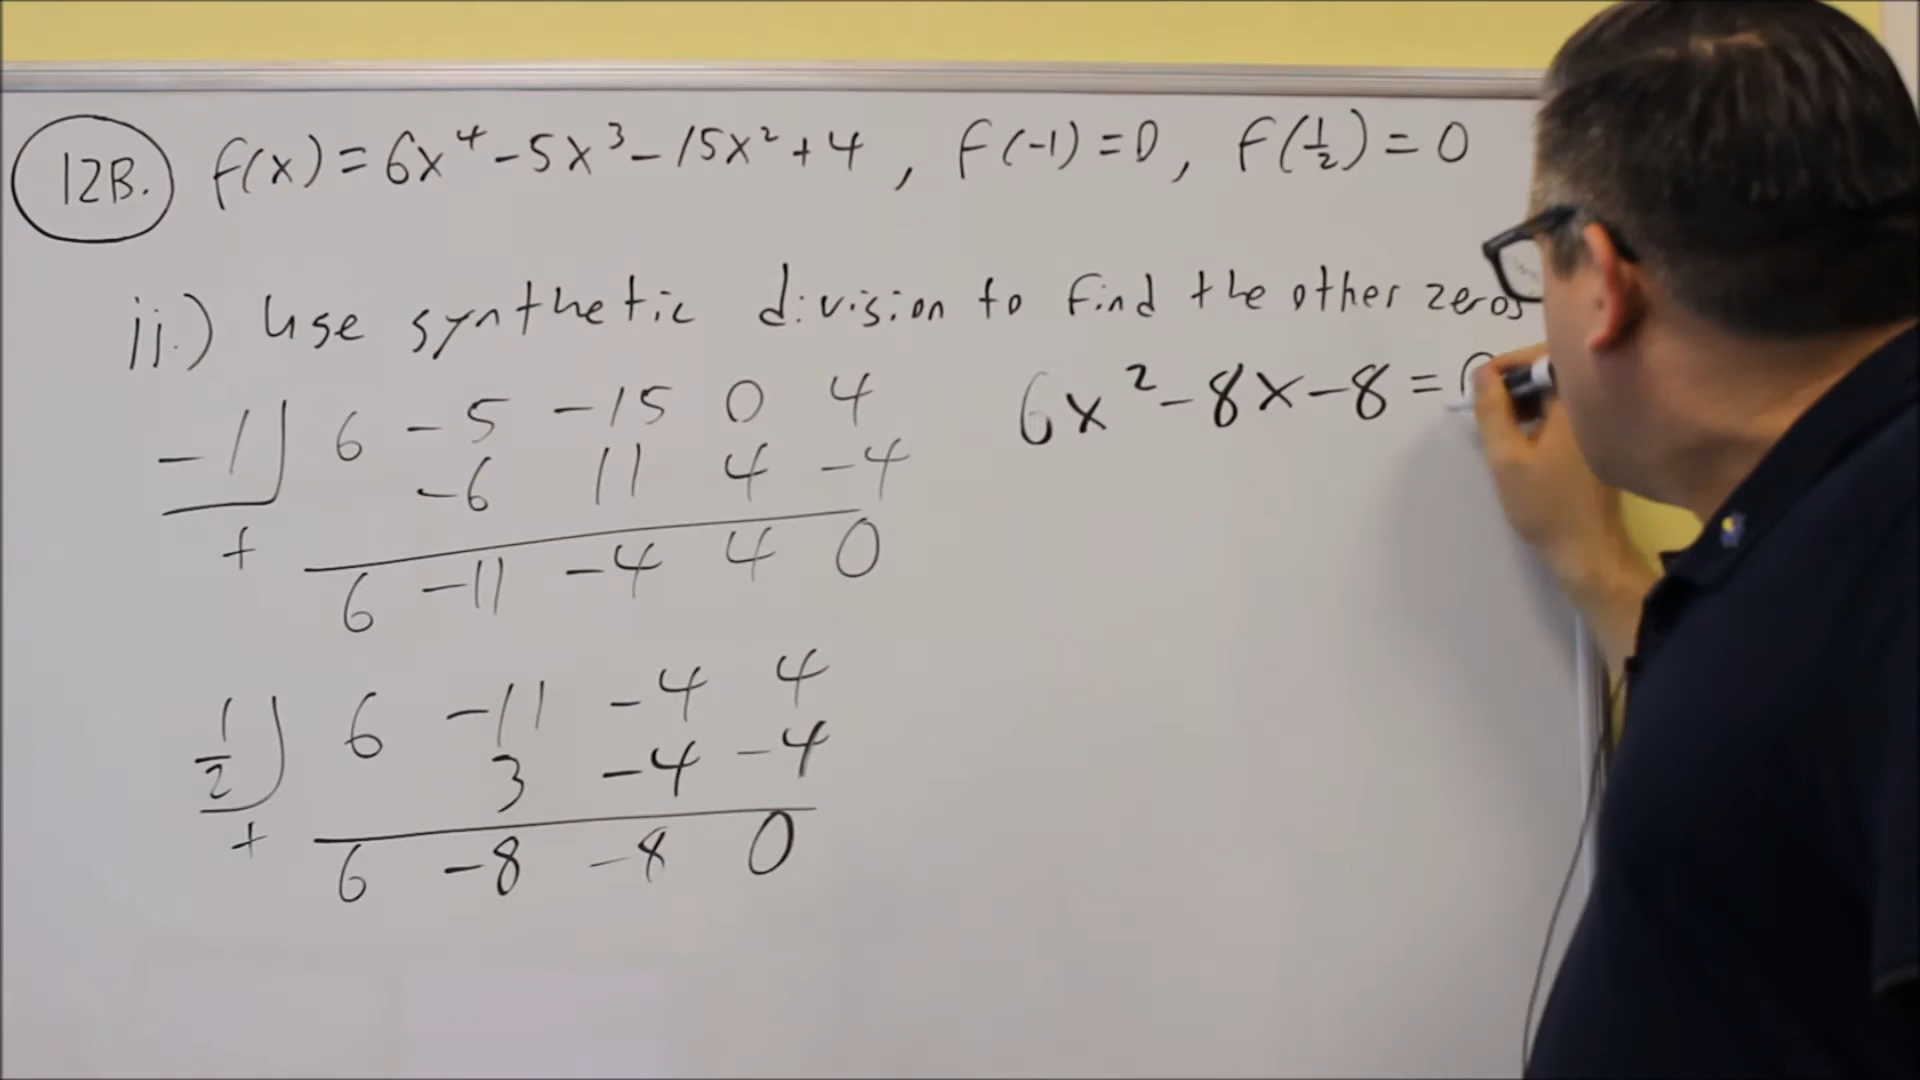 12B. f(x) = 6x⁴ - 5x³ - 15x² + 4 , f(-1) = 0 , f(1/2) = 0
ii.) Use synthetic division to find the other zeros
6x² - 8x - 8 = 0
-1 6 -5 -15 0 4
-6 11 4 -4
+
6 -11 -4 4 0
1/2 6 -11 -4 4
3 -4 -4
+
6 -8 -8 0